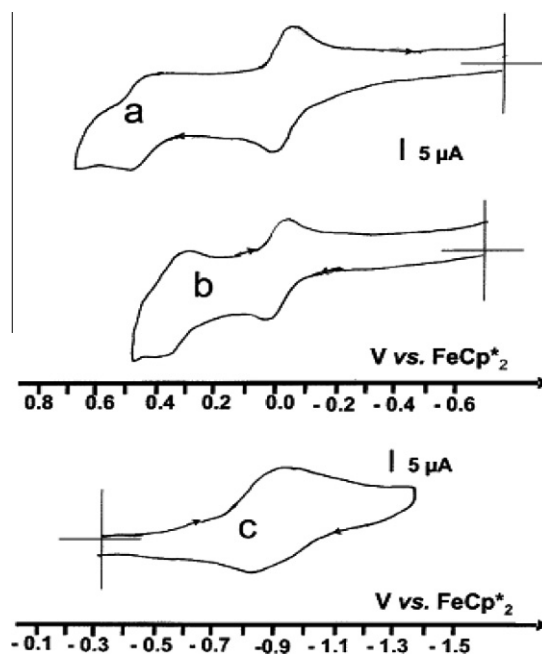 a
5 µA
b
V vs. FeCp*2
0.8 0.6 0.4 0.2 0.0 - 0.2 - 0.4 - 0.6
5 µA
c
V vs. FeCp*2
- 0.1 - 0.3 - 0.5 - 0.7 - 0.9 - 1.1 - 1.3 - 1.5